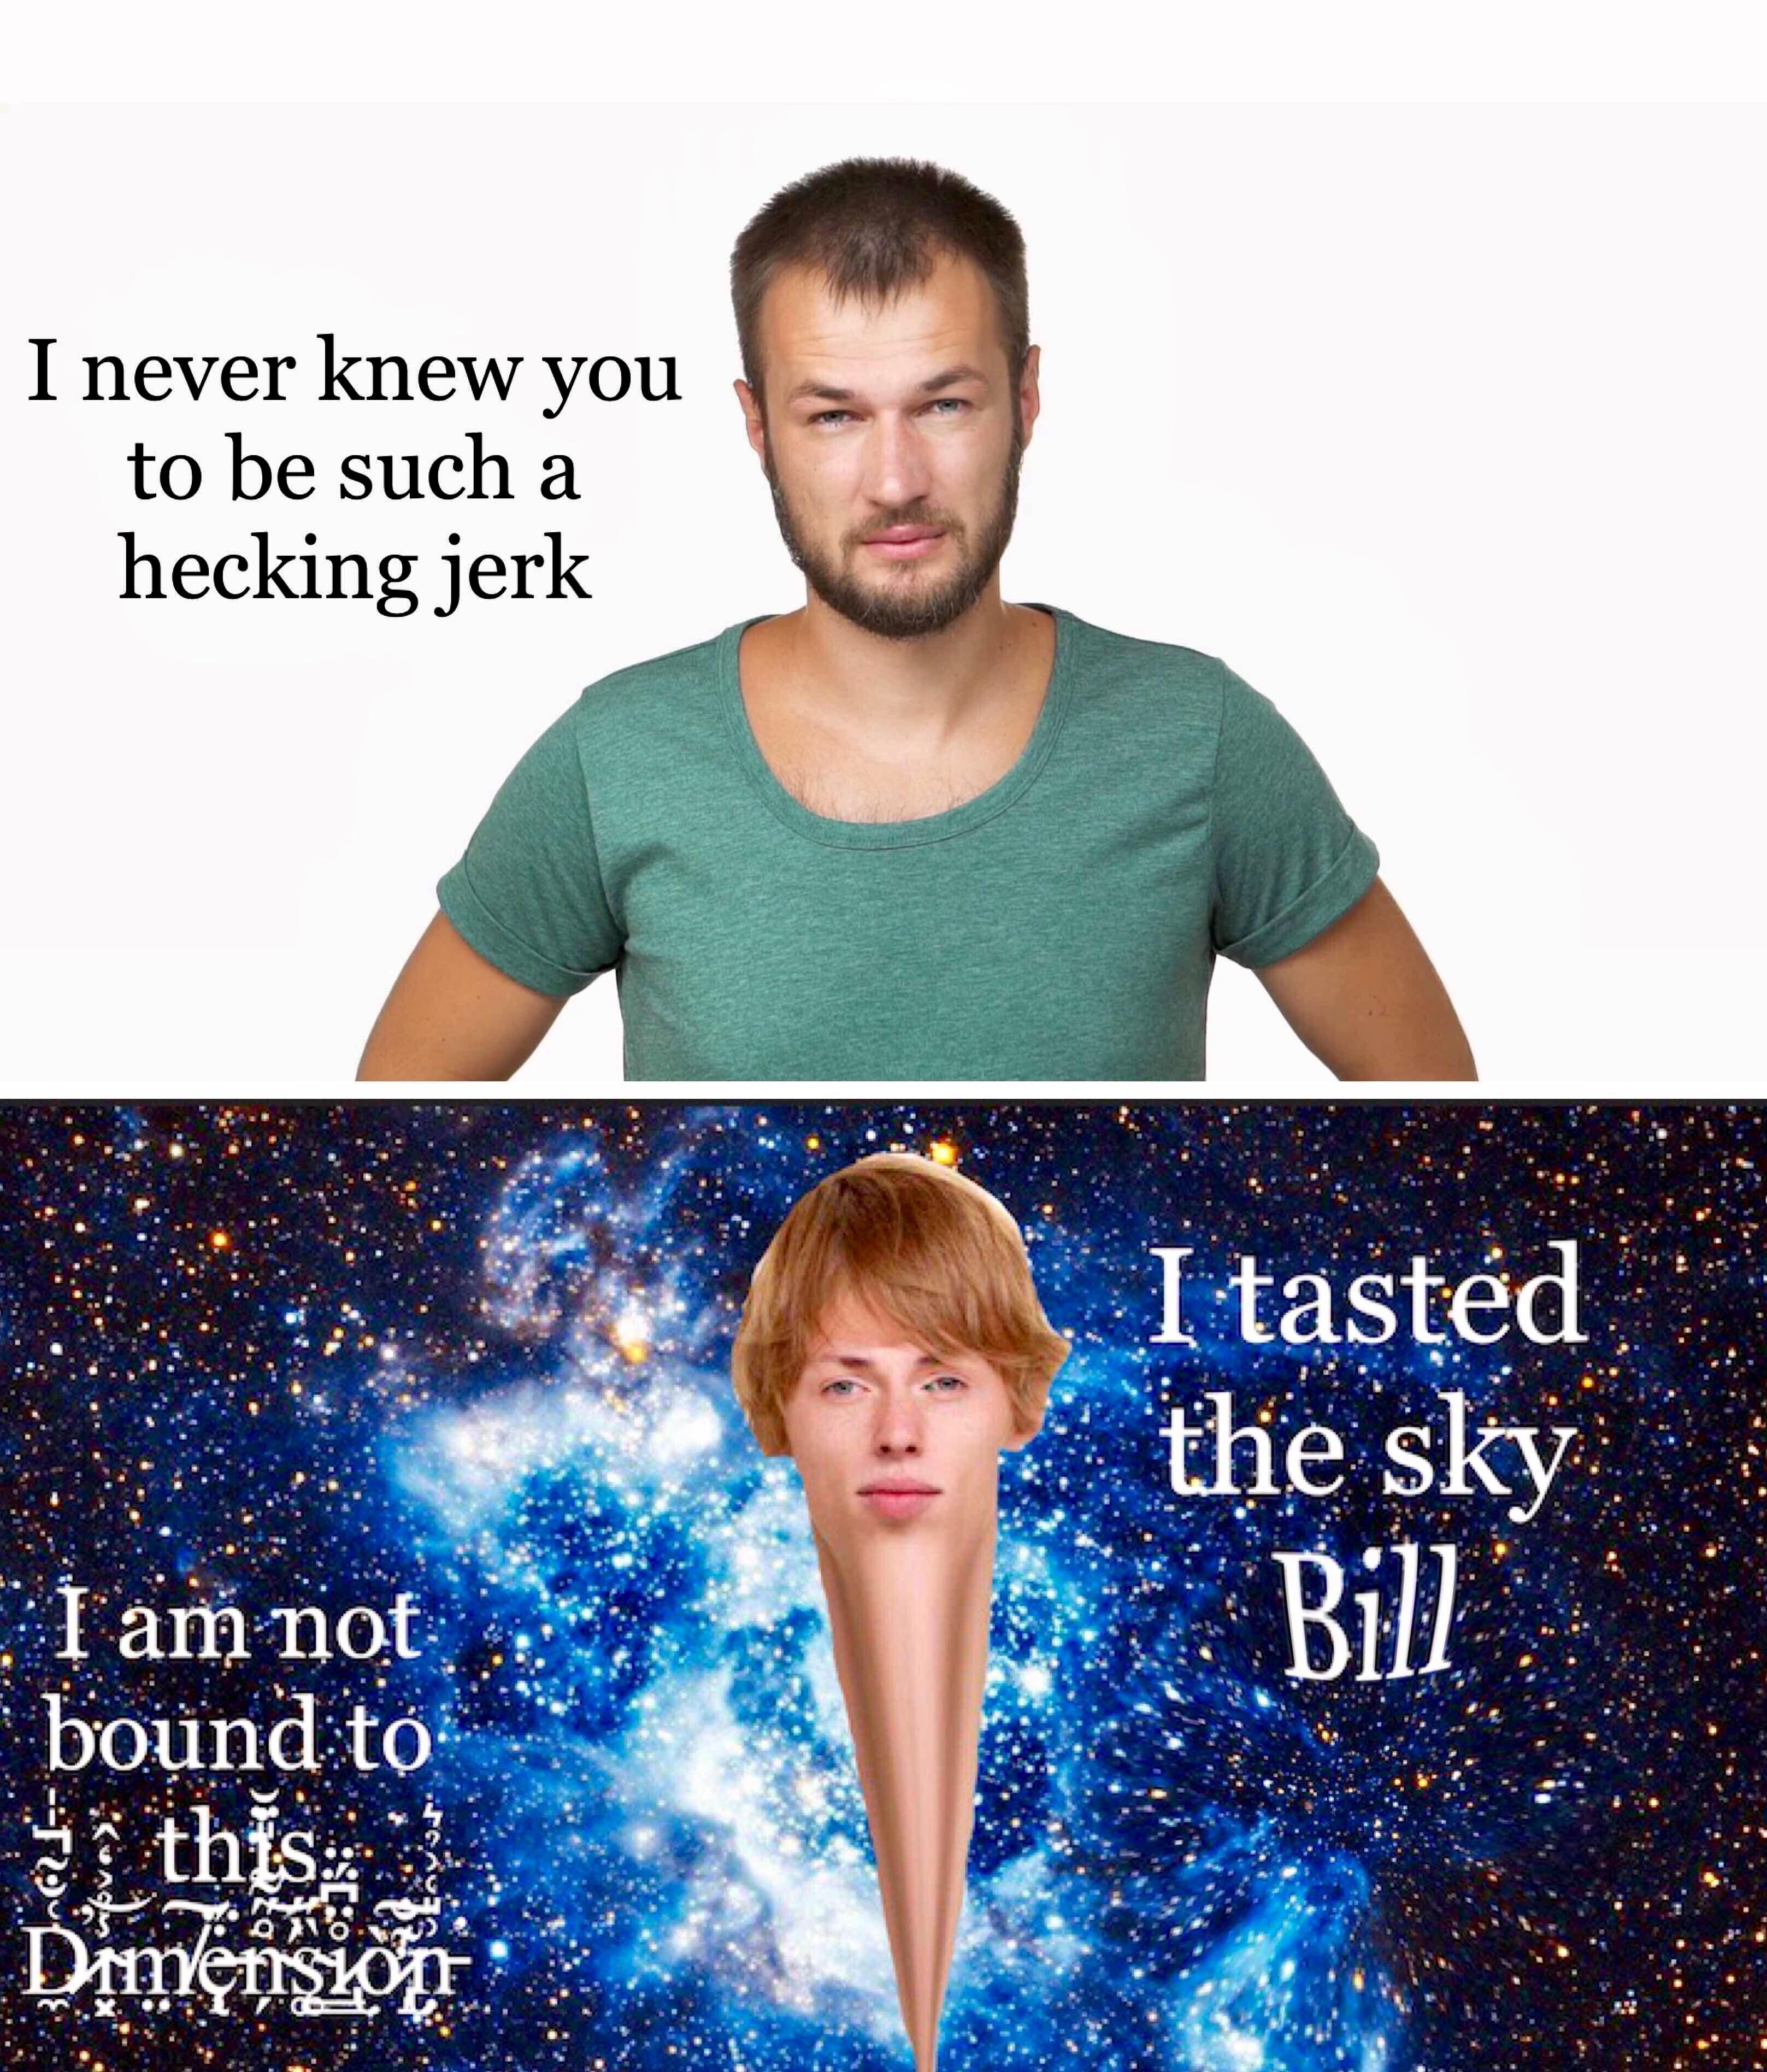 I never knew you
to be such a
hecking jerk
I tasted
the sky
Bill
I am not
bound to
this
Dimension